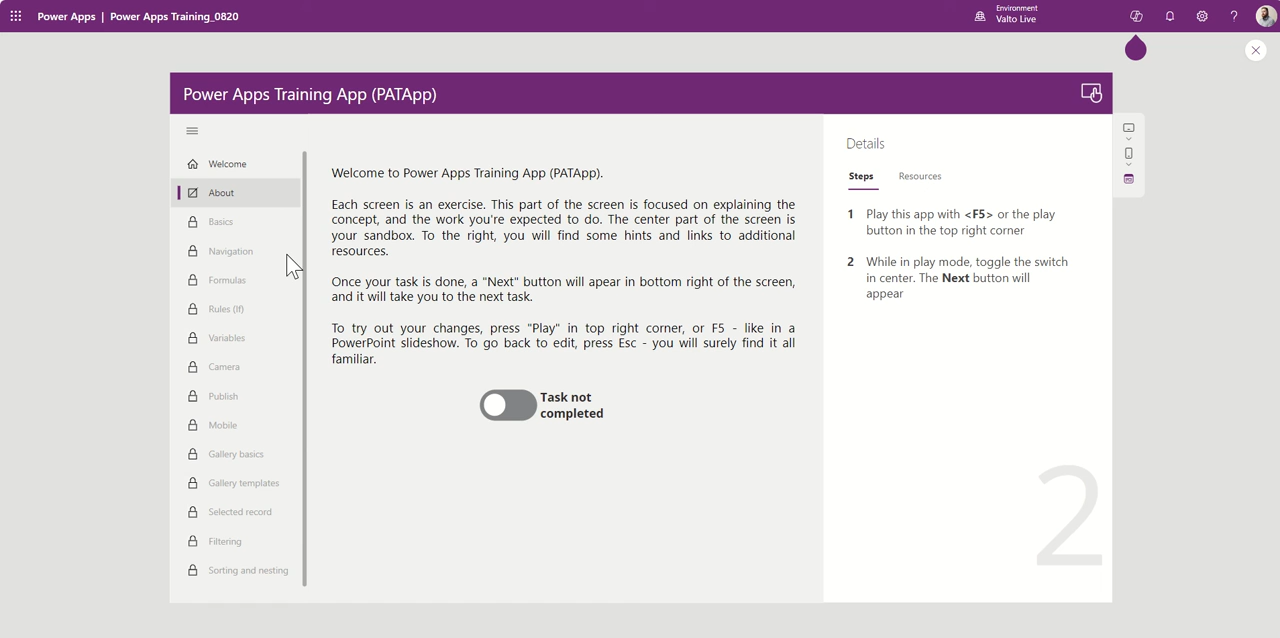 Power Apps | Power Apps Training_0820
Environment
Valto Live
Power Apps Training App (PATApp)
Welcome
About
Basics
Navigation
Formulas
Rules (If)
Variables
Camera
Publish
Mobile
Gallery basics
Gallery templates
Selected record
Filtering
Sorting and nesting
Welcome to Power Apps Training App (PATApp).
Each screen is an exercise. This part of the screen is focused on explaining the
concept, and the work you're expected to do. The center part of the screen is
your sandbox. To the right, you will find some hints and links to additional
resources.
Once your task is done, a "Next" button will apear in bottom right of the screen,
and it will take you to the next task.
To try out your changes, press "Play" in top right corner, or F5 - like in a
PowerPoint slideshow. To go back to edit, press Esc - you will surely find it all
familiar.
Task not
completed
Details
Steps Resources
1 Play this app with <F5> or the play
button in the top right corner
2 While in play mode, toggle the switch
in center. The Next button will
appear
2